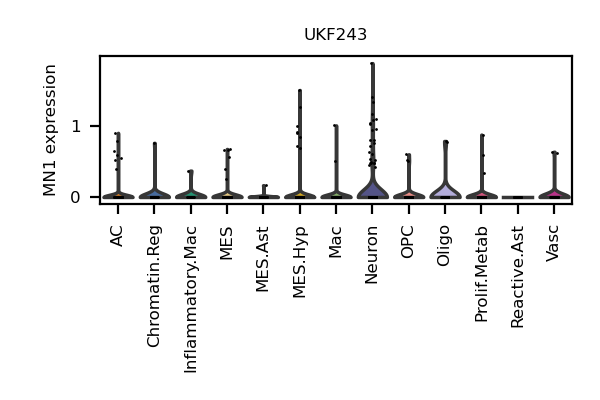 UKF243
MN1 expression
1
0
AC
Chromatin.Reg
Inflammatory.Mac
MES
MES.Ast
MES.Hyp
Mac
Neuron
OPC
Oligo
Prolif.Metab
Reactive.Ast
Vasc